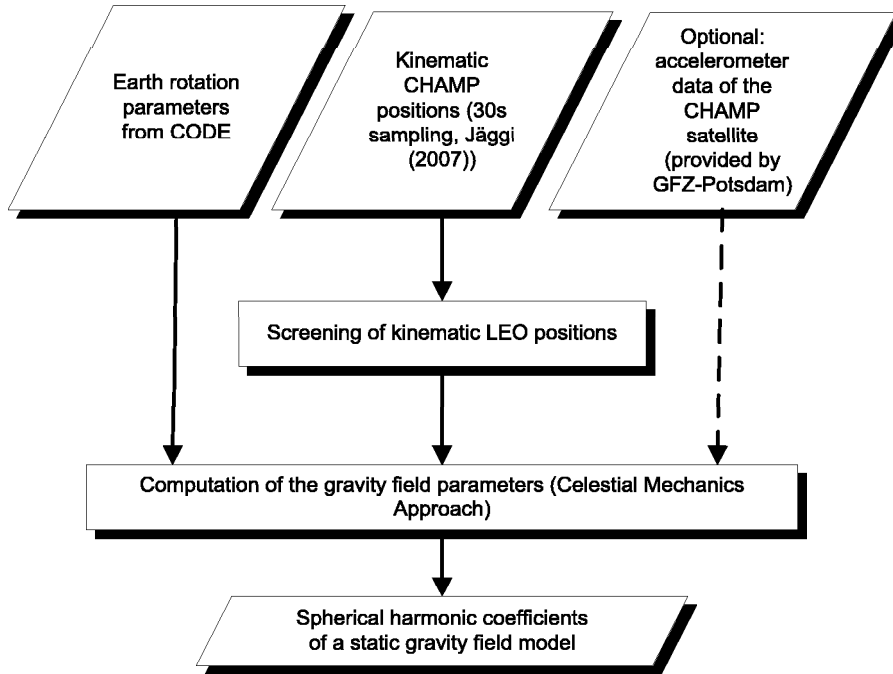 Earth rotation
parameters
from CODE
Kinematic
CHAMP
positions (30s
sampling, Jäggi
(2007))
Optional:
accelerometer
data of the
CHAMP
satellite
(provided by
GFZ-Potsdam)
Screening of kinematic LEO positions
Computation of the gravity field parameters (Celestial Mechanics
Approach)
Spherical harmonic coefficients
of a static gravity field model